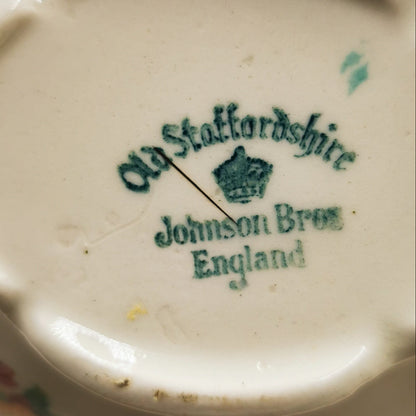 Old Staffordshire
Johnson Bros
England